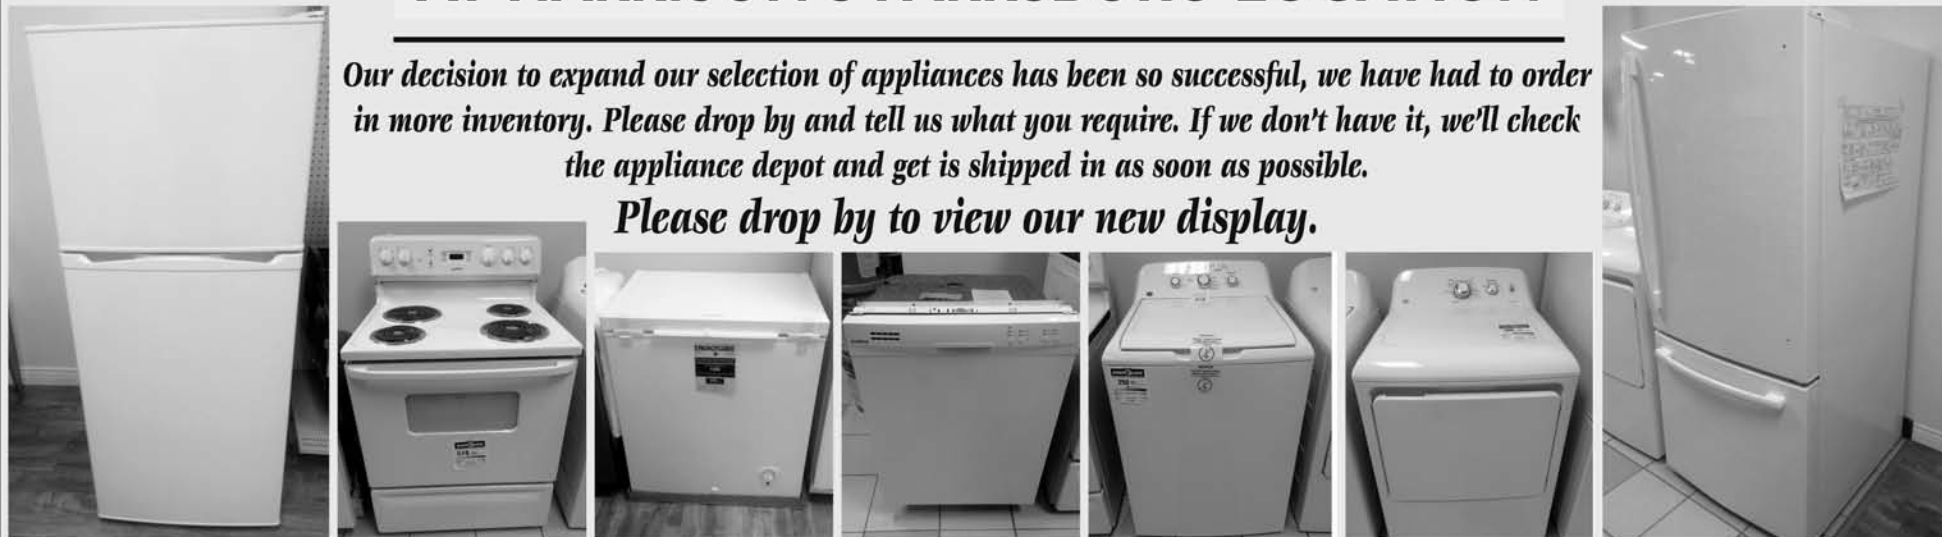 Our decision to expand our selection of appliances has been so successful, we have had to order
in more inventory. Please drop by and tell us what you require. If we don't have it, we'll check
the appliance depot and get is shipped in as soon as possible.
Please drop by to view our new display.